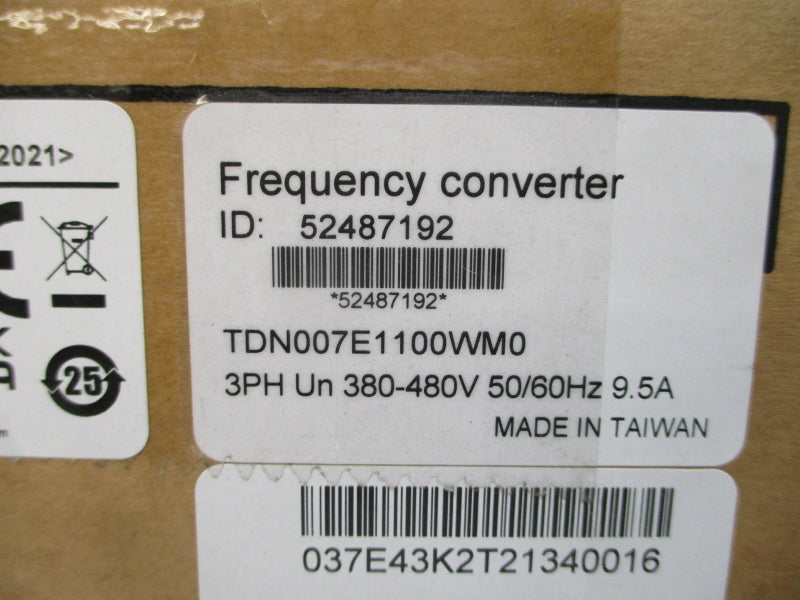 2021>
CE
25
Frequency converter
ID: 52487192
*52487192*
TDN007E1100WM0
3PH Un 380-480V 50/60Hz 9.5A
MADE IN TAIWAN
037E43K2T21340016